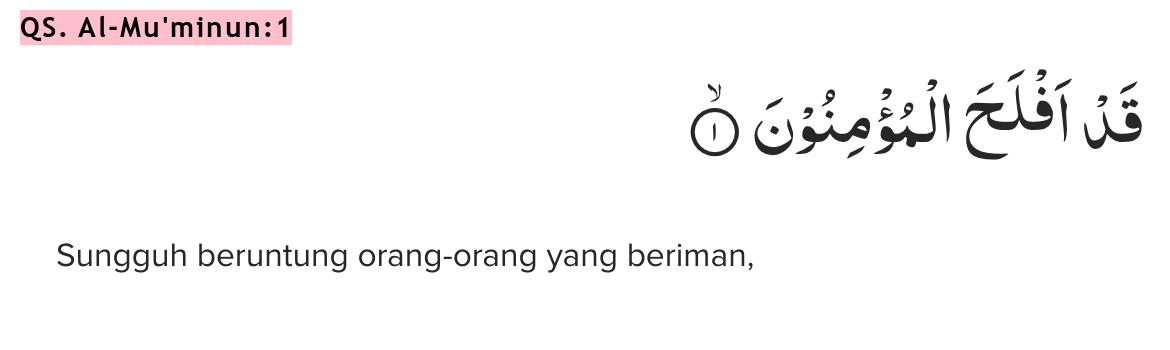 QS. Al-Mu'minun:1
قَدْ اَفْلَحَ الْمُؤْمِنُوْنَ ۙ ١
Sungguh beruntung orang-orang yang beriman,